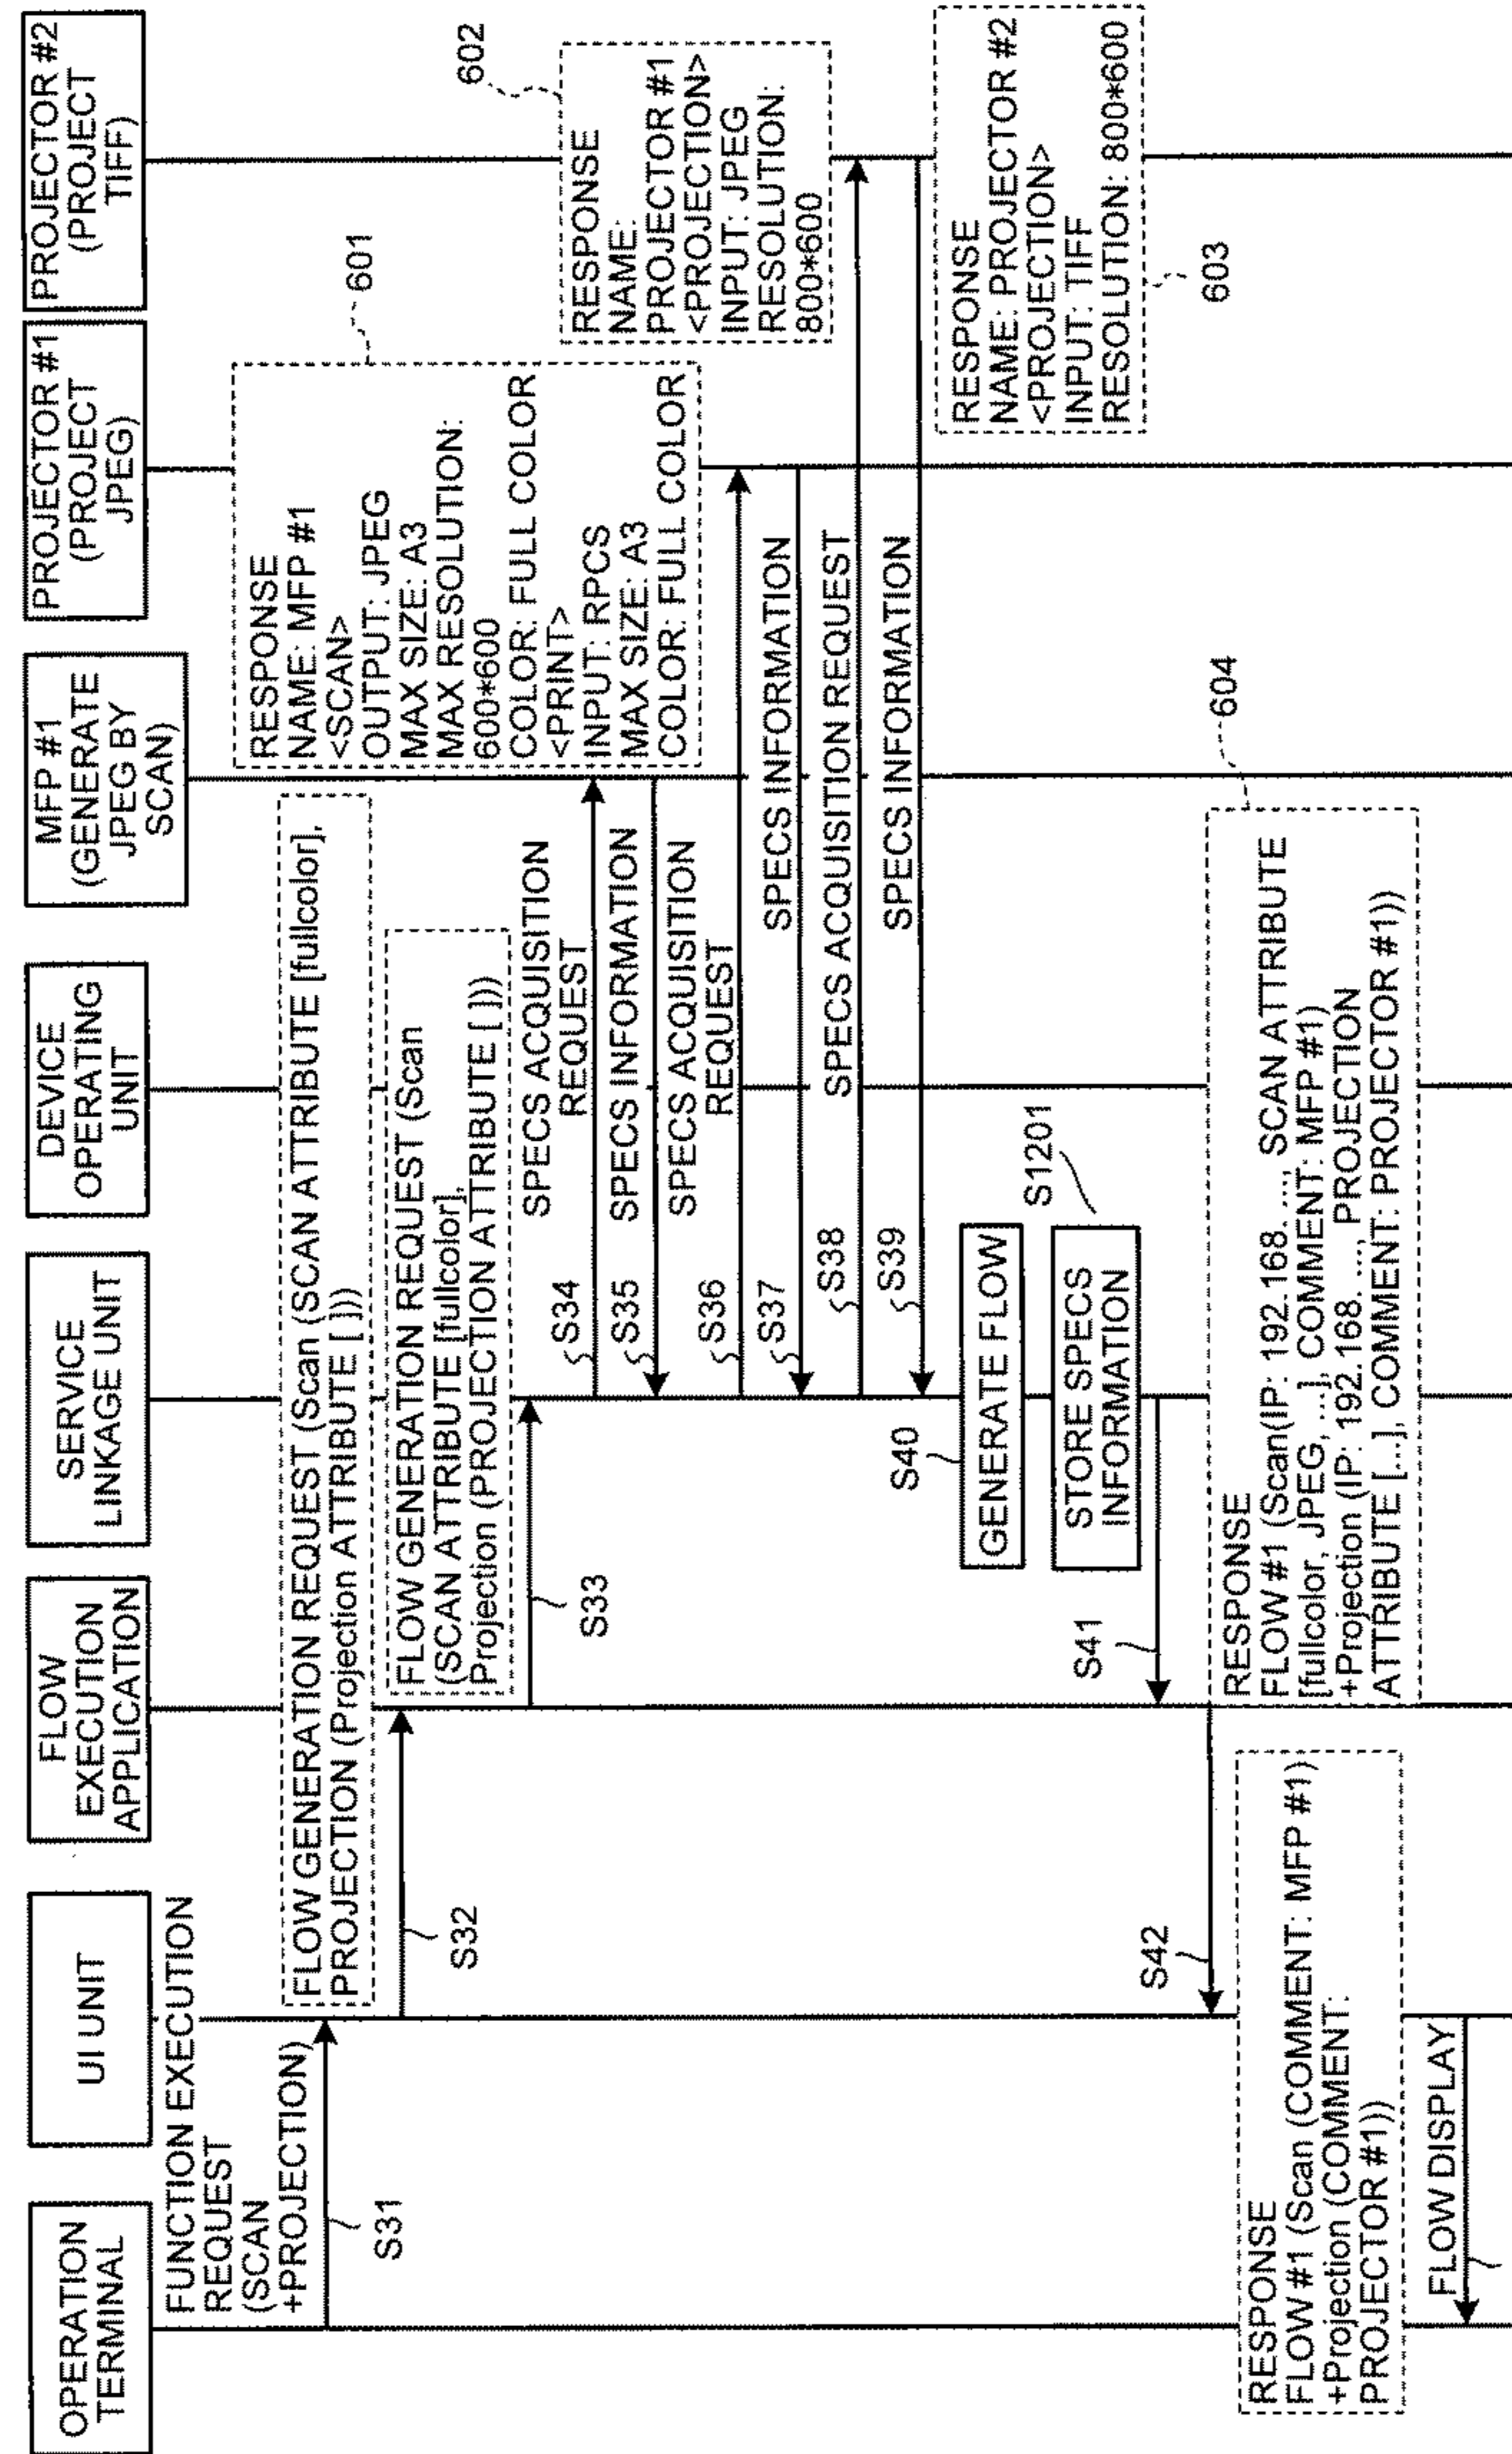 OPERATION
TERMINAL
UI UNIT
FLOW
EXECUTION
APPLICATION
SERVICE
LINKAGE UNIT
DEVICE
OPERATING
UNIT
MFP #1
(GENERATE
JPEG BY
SCAN)
PROJECTOR #1
(PROJECT
JPEG)
PROJECTOR #2
(PROJECT
TIFF)
FUNCTION EXECUTION
REQUEST
(SCAN
+PROJECTION)
S31
FLOW GENERATION REQUEST (Scan (SCAN ATTRIBUTE [fullcolor],
PROJECTION (Projection ATTRIBUTE [ ]))
S32
FLOW GENERATION REQUEST (Scan
(SCAN ATTRIBUTE [fullcolor],
Projection (PROJECTION ATTRIBUTE [ ]))
S33
RESPONSE
NAME: MFP #1
<SCAN>
OUTPUT: JPEG
MAX SIZE: A3
MAX RESOLUTION:
600*600
COLOR: FULL COLOR
<PRINT>
INPUT: RPCS
MAX SIZE: A3
COLOR: FULL COLOR
601
SPECS ACQUISITION
REQUEST
S34
SPECS INFORMATION
S35
SPECS ACQUISITION
REQUEST
S36
SPECS INFORMATION
S37
SPECS ACQUISITION REQUEST
S38
SPECS INFORMATION
S39
RESPONSE
NAME:
PROJECTOR #1
<PROJECTION>
INPUT: JPEG
RESOLUTION:
800*600
602
RESPONSE
NAME: PROJECTOR #2
<PROJECTION>
INPUT: TIFF
RESOLUTION: 800*600
603
GENERATE FLOW
S40
STORE SPECS
INFORMATION
S1201
S41
RESPONSE
FLOW #1 (Scan(IP: 192.168. ..., SCAN ATTRIBUTE
[fullcolor, JPEG, ...], COMMENT: MFP #1)
+Projection (IP: 192.168. ..., PROJECTION
ATTRIBUTE [...], COMMENT: PROJECTOR #1))
604
S42
RESPONSE
FLOW #1 (Scan (COMMENT: MFP #1)
+Projection (COMMENT:
PROJECTOR #1))
FLOW DISPLAY